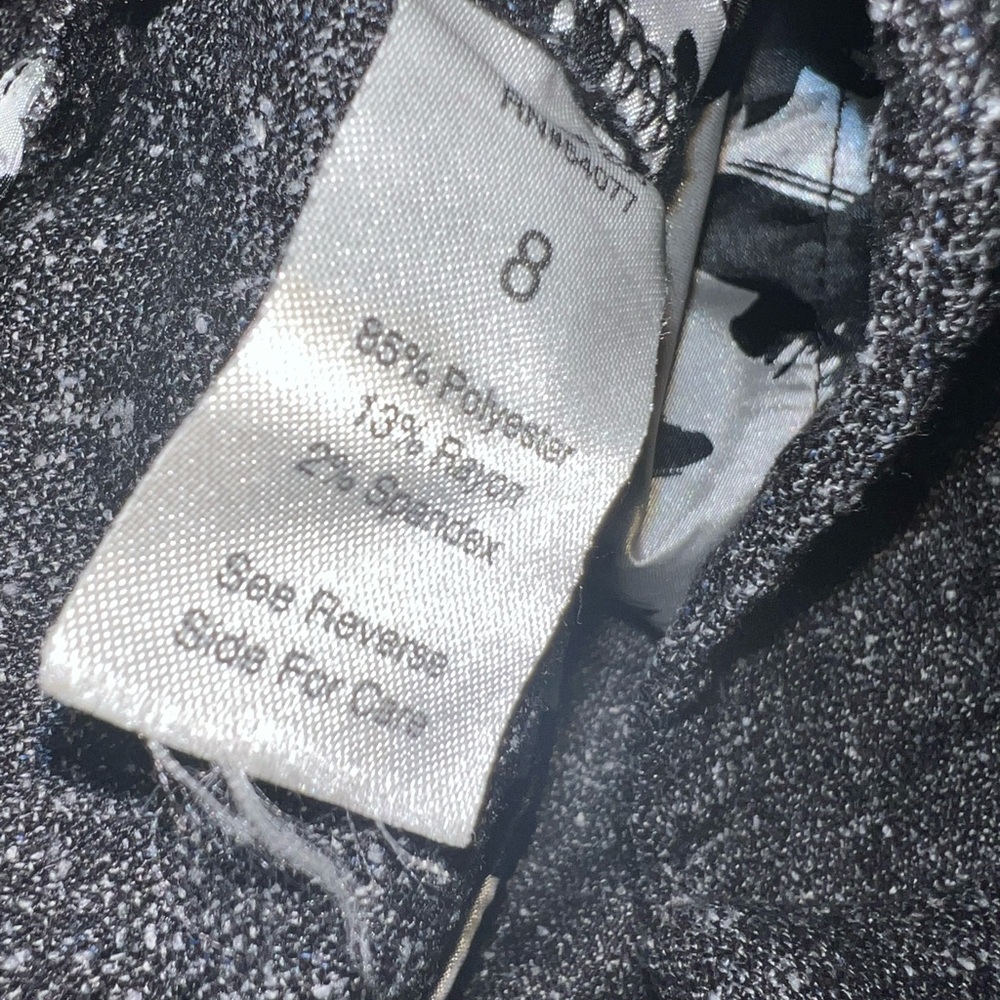 8
85% Polyester
13% Rayon
2% Spandex
See Reverse
Side For Care